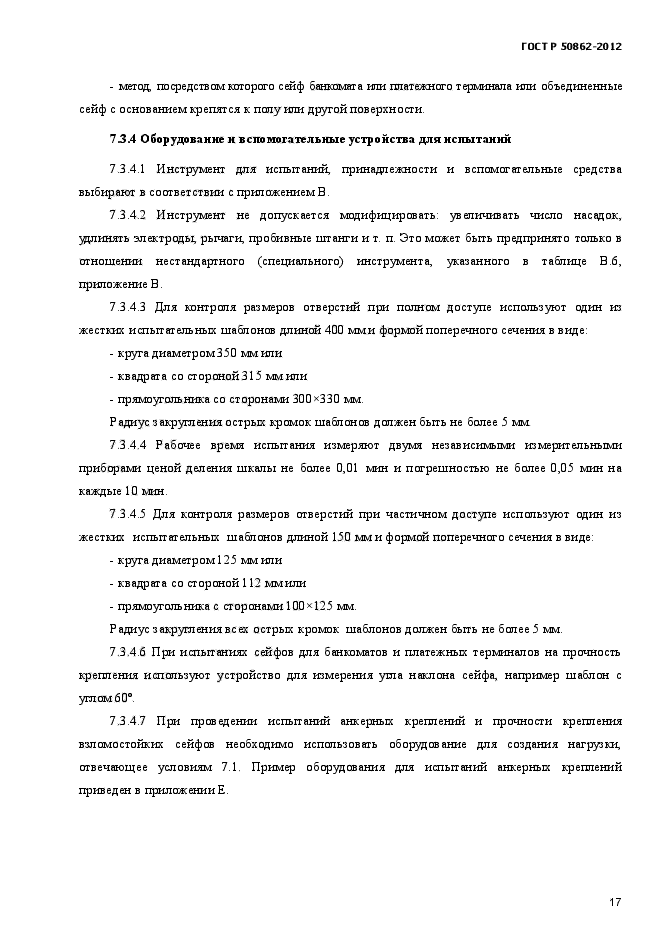 ГОСТ Р 50862-2012
- метод, посредством которого сейф банкомата или платежного терминала или объединенные
сейф с основанием крепятся к полу или другой поверхности.
7.3.4 Оборудование и вспомогательные устройства для испытаний
7.3.4.1 Инструмент для испытаний, принадлежности и вспомогательные средства
выбирают в соответствии с приложением В.
7.3.4.2 Инструмент не допускается модифицировать: увеличивать число насадок,
удлинять электроды, рычаги, пробивные штанги и т. п. Это может быть предпринято только в
отношении нестандартного (специального) инструмента, указанного в таблице В.6,
приложение В.
7.3.4.3 Для контроля размеров отверстий при полном доступе используют один из
жестких испытательных шаблонов длиной 400 мм и формой поперечного сечения в виде:
- круга диаметром 350 мм или
- квадрата со стороной 315 мм или
- прямоугольника со сторонами 300×330 мм.
Радиус закругления острых кромок шаблонов должен быть не более 5 мм.
7.3.4.4 Рабочее время испытания измеряют двумя независимыми измерительными
приборами ценой деления шкалы не более 0,01 мин и погрешностью не более 0,05 мин на
каждые 10 мин.
7.3.4.5 Для контроля размеров отверстий при частичном доступе используют один из
жестких испытательных шаблонов длиной 150 мм и формой поперечного сечения в виде:
- круга диаметром 125 мм или
- квадрата со стороной 112 мм или
- прямоугольника с сторонами 100×125 мм.
Радиус закругления всех острых кромок шаблонов должен быть не более 5 мм.
7.3.4.6 При испытаниях сейфов для банкоматов и платежных терминалов на прочность
крепления используют устройство для измерения угла наклона сейфа, например шаблон с
углом 60°.
7.3.4.7 При проведении испытаний анкерных креплений и прочности крепления
взломостойких сейфов необходимо использовать оборудование для создания нагрузки,
отвечающее условиям 7.1. Пример оборудования для испытаний анкерных креплений
приведен в приложении Е.
17